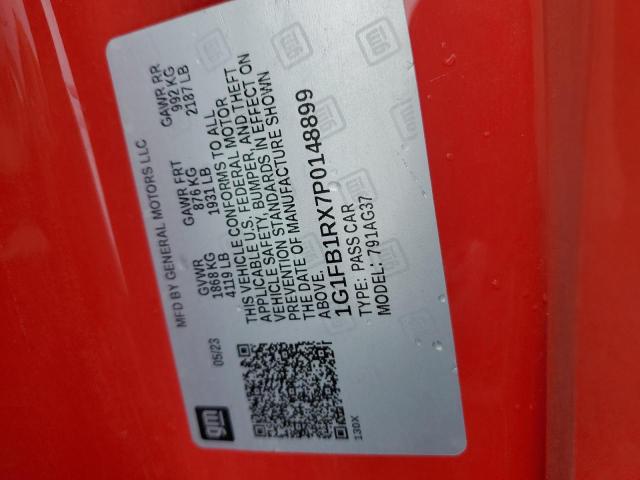 MFD BY GENERAL MOTORS LLC
05/23
GVWR GAWR FRT GAWR RR
1868 KG 876 KG 992 KG
4119 LB 1931 LB 2187 LB
THIS VEHICLE CONFORMS TO ALL
APPLICABLE U.S. FEDERAL MOTOR
VEHICLE SAFETY, BUMPER, AND THEFT
PREVENTION STANDARDS IN EFFECT ON
THE DATE OF MANUFACTURE SHOWN
ABOVE.
1G1FB1RX7P0148899
TYPE: PASS CAR
MODEL: 791AG37
gm
130X